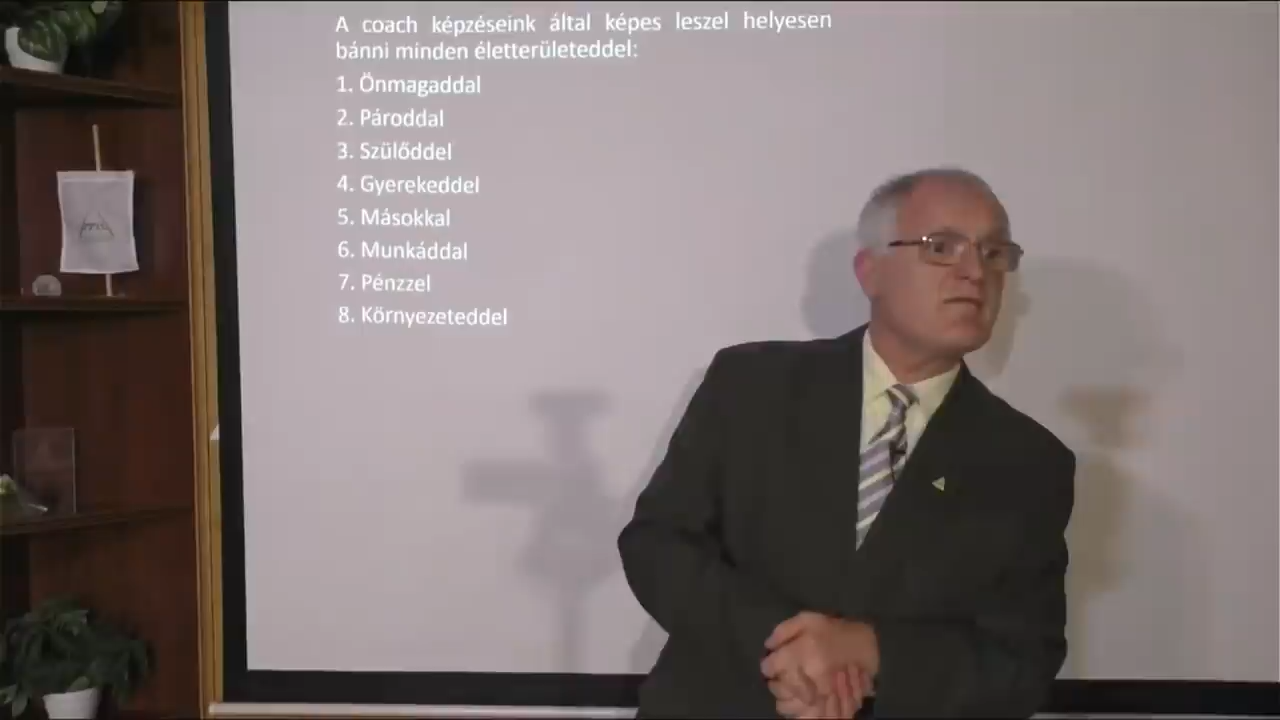 A coach képzéseink által képes leszel helyesen
bánni minden életterületeddel:
1. Önmagaddal
2. Pároddal
3. Szülőddel
4. Gyerekeddel
5. Másokkal
6. Munkáddal
7. Pénzzel
8. Környezeteddel